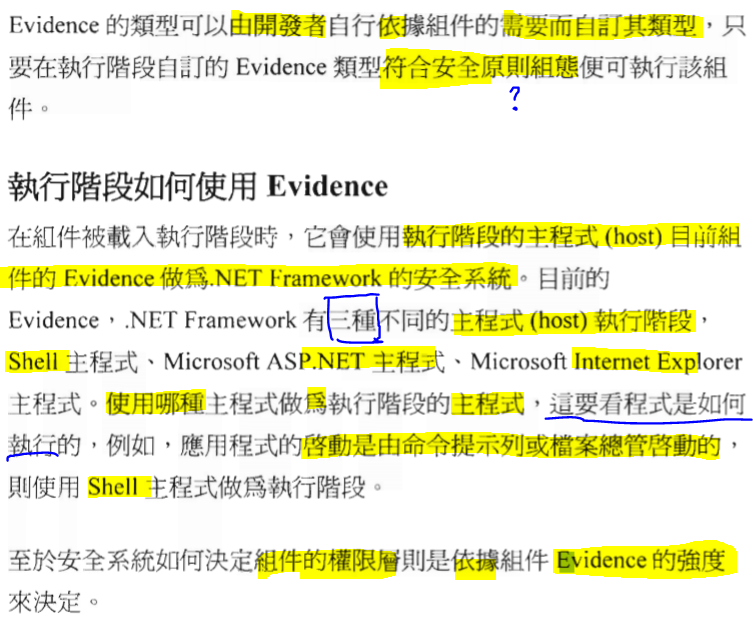 Evidence 的類型可以由開發者自行依據組件的需要而自訂其類型，只
要在執行階段自訂的 Evidence 類型符合安全原則組態便可執行該組
件。
?
執行階段如何使用 Evidence
在組件被載入執行階段時，它會使用執行階段的主程式 (host) 目前組
件的 Evidence 做爲.NET Framework 的安全系統。目前的
Evidence，.NET Framework 有三種不同的主程式 (host) 執行階段，
Shell 主程式、Microsoft ASP.NET 主程式、Microsoft Internet Explorer
主程式。使用哪種主程式做爲執行階段的主程式，這要看程式是如何
執行的，例如，應用程式的啓動是由命令提示列或檔案總管啓動的，
則使用 Shell 主程式做爲執行階段。
至於安全系統如何決定組件的權限層則是依據組件 Evidence 的強度
來決定。